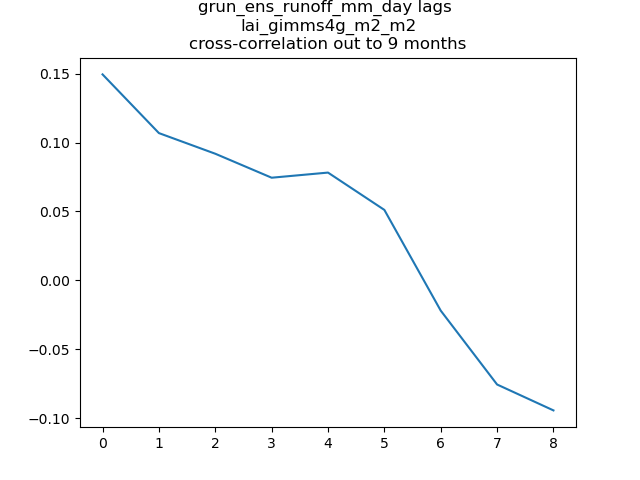 grun_ens_runoff_mm_day lags
lai_gimms4g_m2_m2
cross-correlation out to 9 months
0.15
0.10
0.05
0.00
−0.05
−0.10
0 1 2 3 4 5 6 7 8